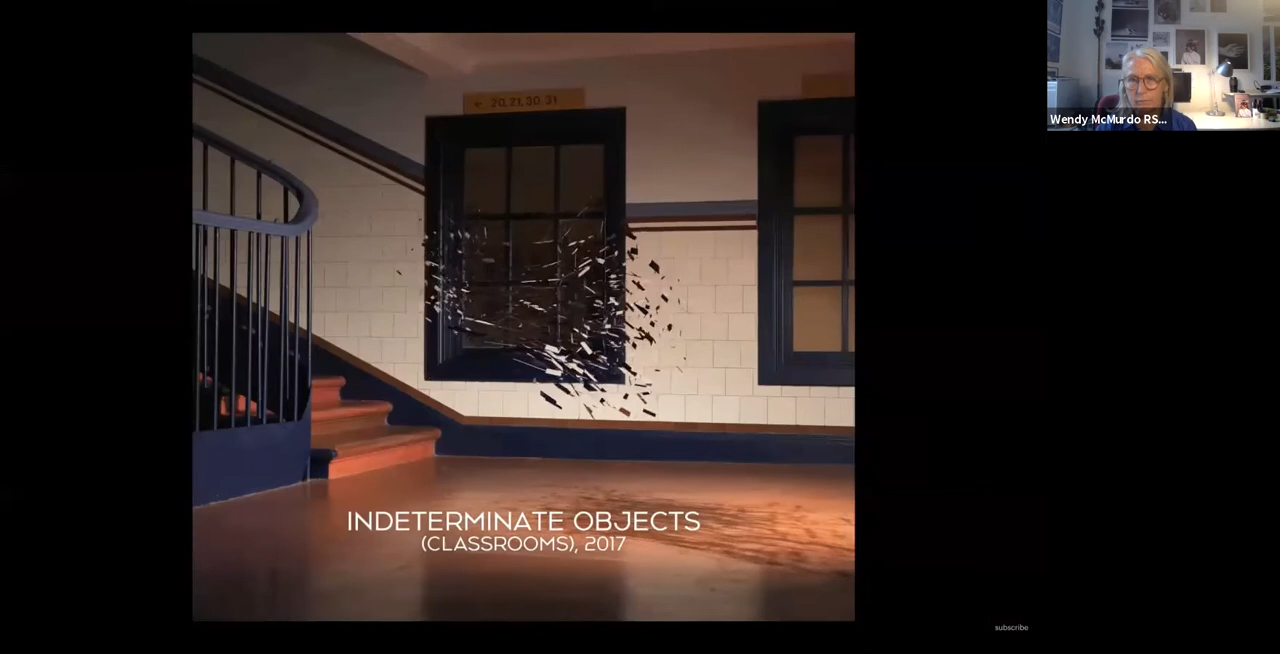 ← 20, 21, 30-31
Wendy McMurdo RS...
INDETERMINATE OBJECTS
(CLASSROOMS), 2017
subscribe